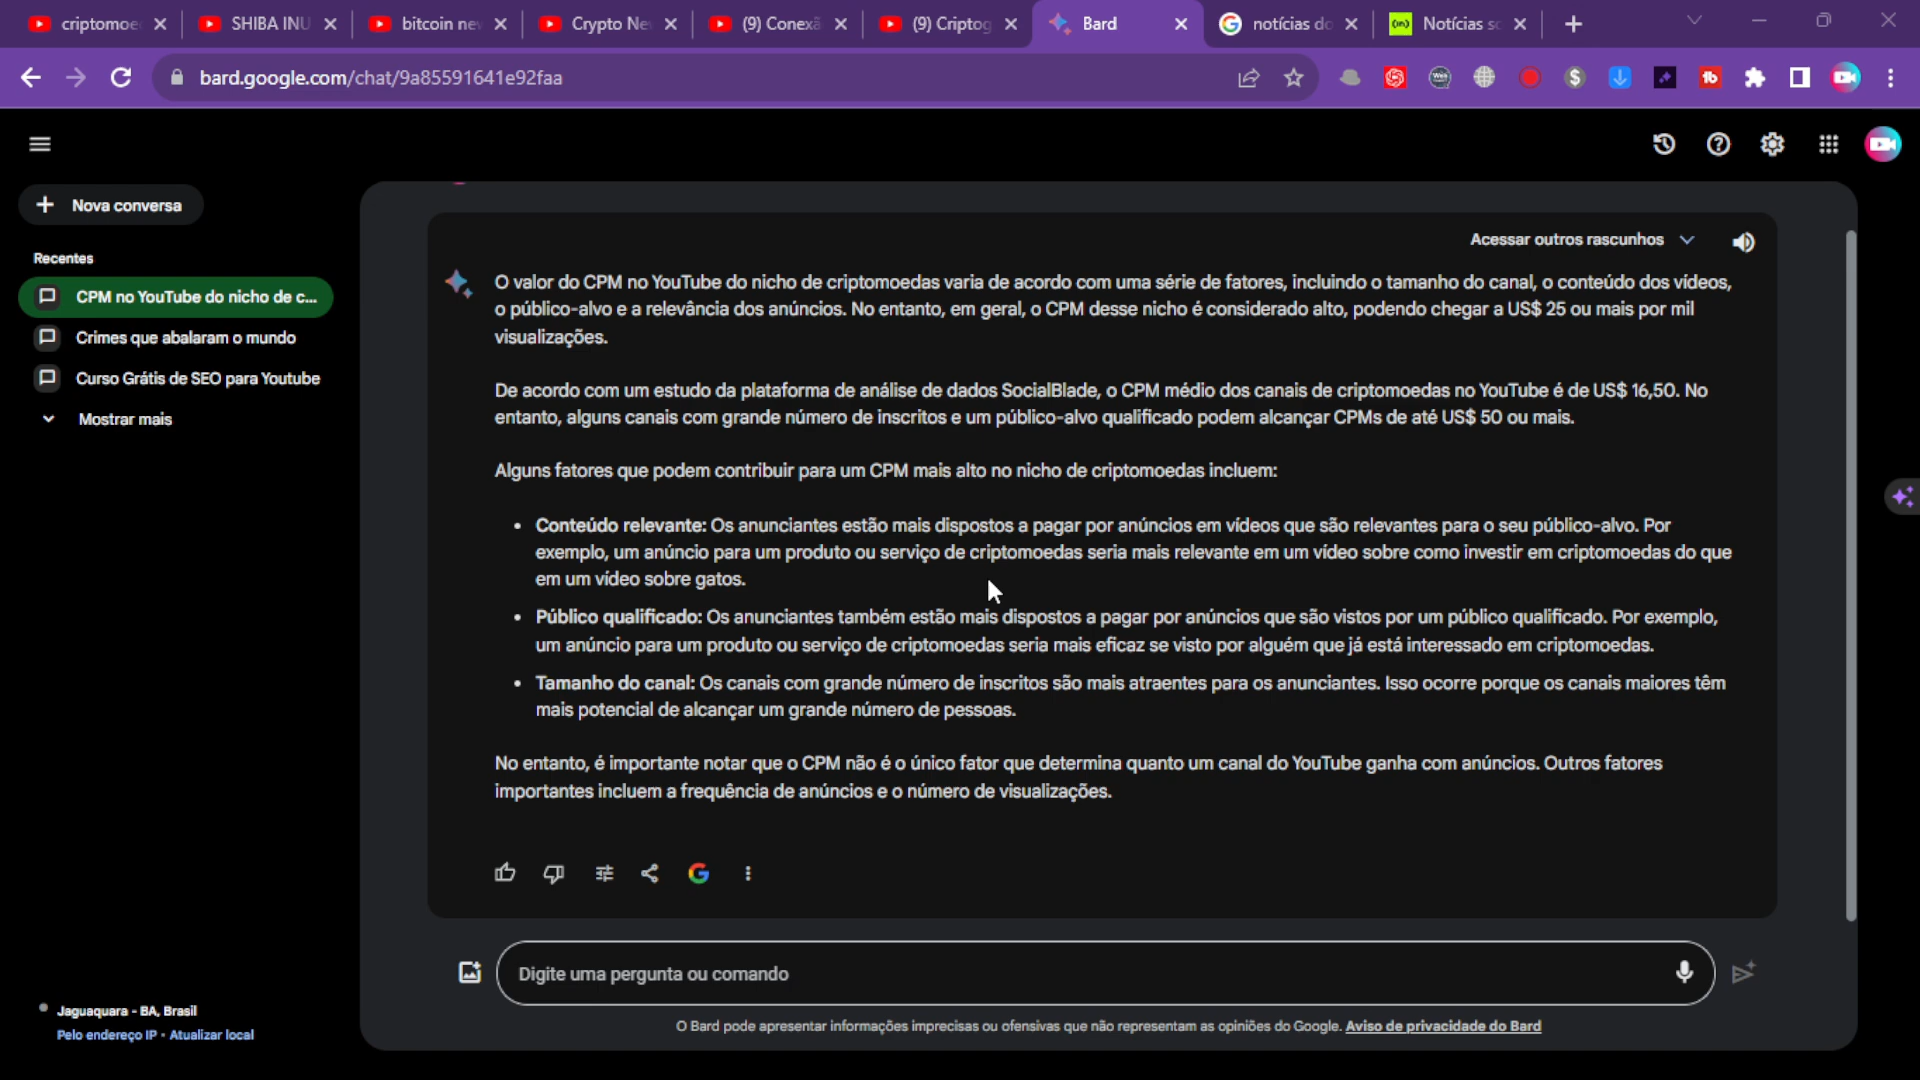 criptomoe
SHIBA INU
bitcoin ne
Crypto Ne
(9) Conexã
(9) Criptog
Bard
notícias do
Notícias so
bard.google.com/chat/9a85591641e92faa
Nova conversa
Recentes
CPM no YouTube do nicho de c...
Crimes que abalaram o mundo
Curso Grátis de SEO para Youtube
Mostrar mais
Acessar outros rascunhos
O valor do CPM no YouTube do nicho de criptomoedas varia de acordo com uma série de fatores, incluindo o tamanho do canal, o conteúdo dos vídeos,
o público-alvo e a relevância dos anúncios. No entanto, em geral, o CPM desse nicho é considerado alto, podendo chegar a US$ 25 ou mais por mil
visualizações.
De acordo com um estudo da plataforma de análise de dados SocialBlade, o CPM médio dos canais de criptomoedas no YouTube é de US$ 16,50. No
entanto, alguns canais com grande número de inscritos e um público-alvo qualificado podem alcançar CPMs de até US$ 50 ou mais.
Alguns fatores que podem contribuir para um CPM mais alto no nicho de criptomoedas incluem:
• Conteúdo relevante: Os anunciantes estão mais dispostos a pagar por anúncios em vídeos que são relevantes para o seu público-alvo. Por
exemplo, um anúncio para um produto ou serviço de criptomoedas seria mais relevante em um vídeo sobre como investir em criptomoedas do que
em um vídeo sobre gatos.
• Público qualificado: Os anunciantes também estão mais dispostos a pagar por anúncios que são vistos por um público qualificado. Por exemplo,
um anúncio para um produto ou serviço de criptomoedas seria mais eficaz se visto por alguém que já está interessado em criptomoedas.
• Tamanho do canal: Os canais com grande número de inscritos são mais atraentes para os anunciantes. Isso ocorre porque os canais maiores têm
mais potencial de alcançar um grande número de pessoas.
No entanto, é importante notar que o CPM não é o único fator que determina quanto um canal do YouTube ganha com anúncios. Outros fatores
importantes incluem a frequência de anúncios e o número de visualizações.
Digite uma pergunta ou comando
Jaguaquara - BA, Brasil
Pelo endereço IP • Atualizar local
O Bard pode apresentar informações imprecisas ou ofensivas que não representam as opiniões do Google. Aviso de privacidade do Bard